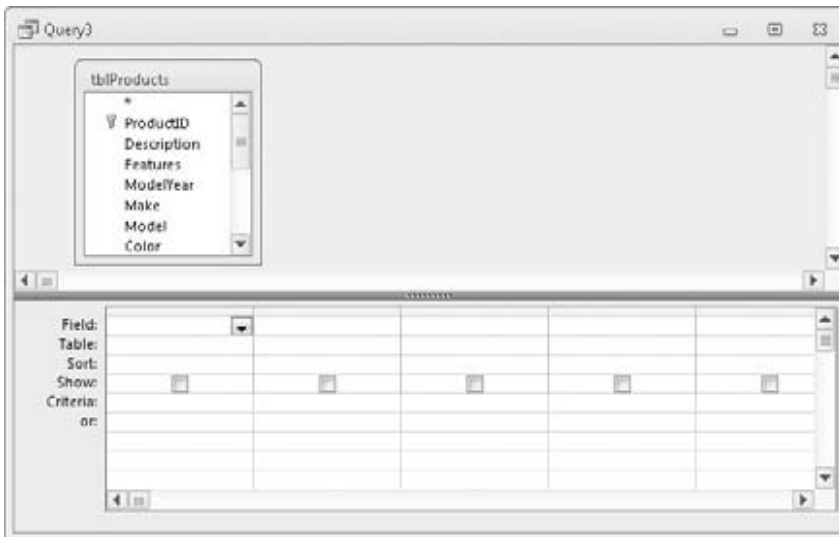 Query3
tblProducts
*
ProductID
Description
Features
ModelYear
Make
Model
Color
Field:
Table:
Sort:
Show:
Criteria:
or: